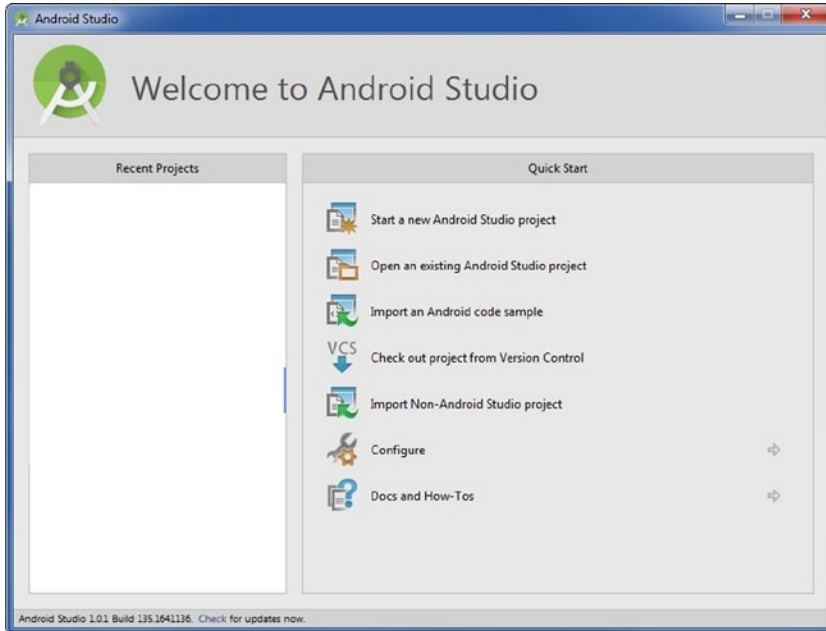 Android Studio
Welcome to Android Studio
Recent Projects
Quick Start
Start a new Android Studio project
Open an existing Android Studio project
Import an Android code sample
VCS
Check out project from Version Control
Import Non-Android Studio project
Configure
Docs and How-Tos
Android Studio 1.0.1 Build 135.1641136. Check for updates now.